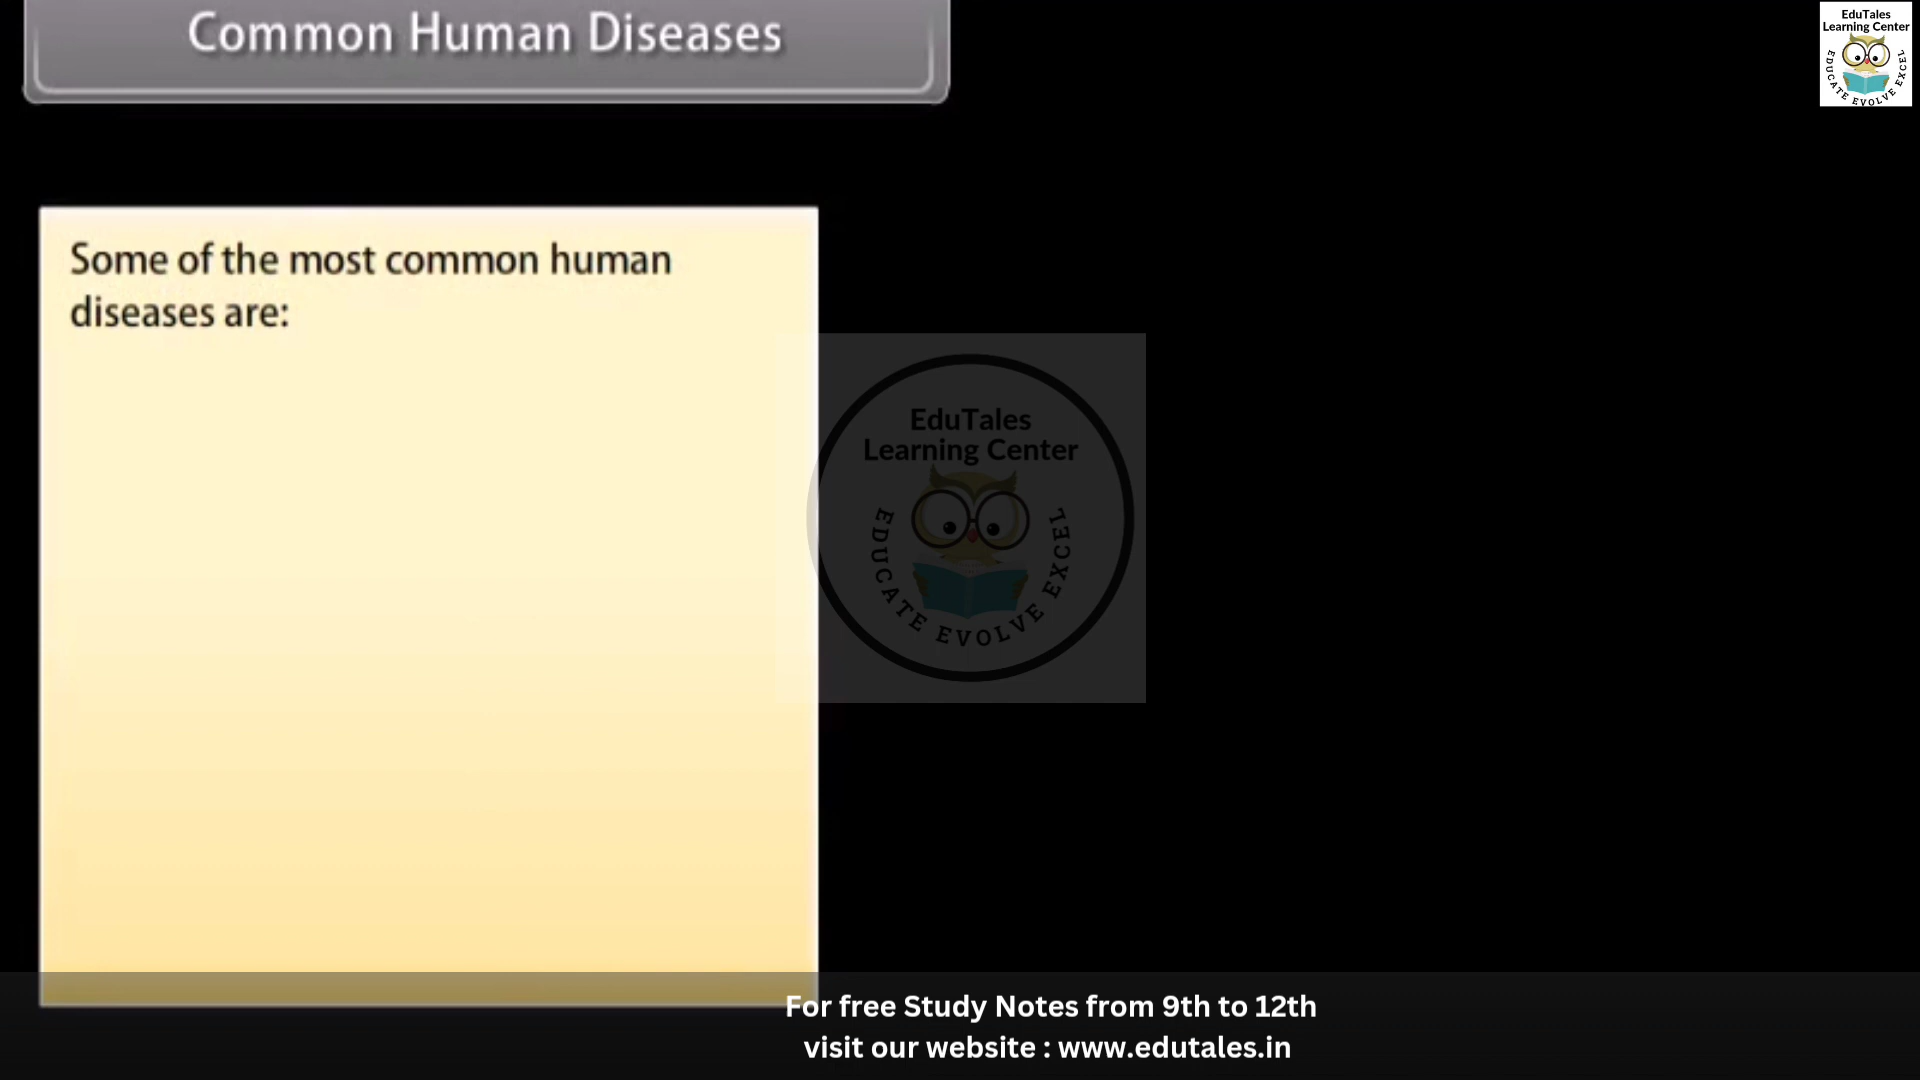 Common Human Diseases
EduTales
Learning Center
EDUCATE EVOLVE EXCEL
Some of the most common human
diseases are:
EduTales
Learning Center
EDUCATE EVOLVE EXCEL
For free Study Notes from 9th to 12th
visit our website : www.edutales.in